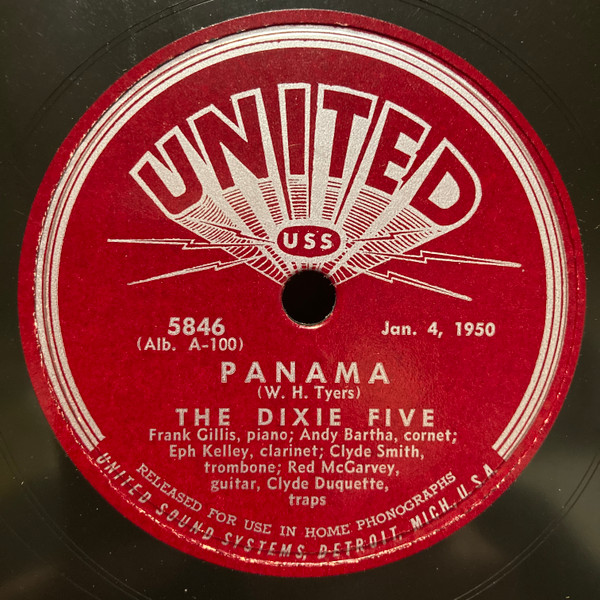 UNITED
USS
5846
(Alb. A-100)
Jan. 4, 1950
PANAMA
(W. H. Tyers)
THE DIXIE FIVE
Frank Gillis, piano; Andy Bartha, cornet;
Eph Kelley, clarinet; Clyde Smith,
trombone; Red McGarvey,
guitar, Clyde Duquette,
traps
RELEASED FOR USE IN HOME PHONOGRAPHS
UNITED SOUND SYSTEMS, DETROIT, MICH., U.S.A.